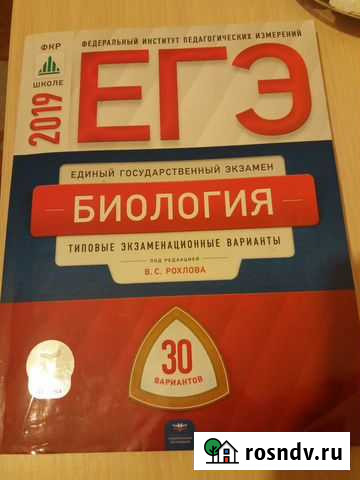 ФЕДЕРАЛЬНЫЙ ИНСТИТУТ ПЕДАГОГИЧЕСКИХ ИЗМЕРЕНИЙ
ФКР
ШКОЛЕ
2019
ЕГЭ
ЕДИНЫЙ ГОСУДАРСТВЕННЫЙ ЭКЗАМЕН
БИОЛОГИЯ
ТИПОВЫЕ ЭКЗАМЕНАЦИОННЫЕ ВАРИАНТЫ
ПОД РЕДАКЦИЕЙ
В.С. РОХЛОВА
30
ВАРИАНТОВ
rosndv.ru